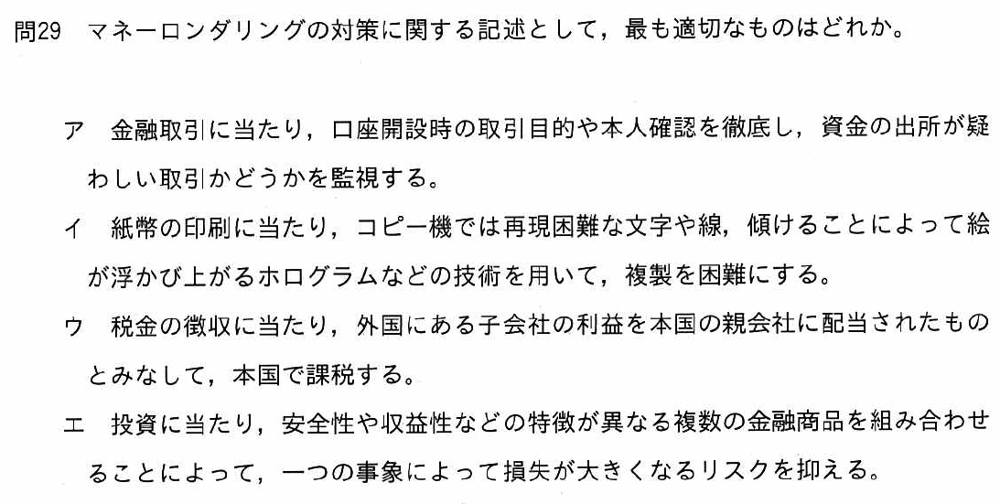 問29　マネーロンダリングの対策に関する記述として，最も適切なものはどれか。
ア　金融取引に当たり，口座開設時の取引目的や本人確認を徹底し，資金の出所が疑
わしい取引かどうかを監視する。
イ　紙幣の印刷に当たり，コピー機では再現困難な文字や線，傾けることによって絵
が浮かび上がるホログラムなどの技術を用いて，複製を困難にする。
ウ　税金の徴収に当たり，外国にある子会社の利益を本国の親会社に配当されたもの
とみなして，本国で課税する。
エ　投資に当たり，安全性や収益性などの特徴が異なる複数の金融商品を組み合わせ
ることによって，一つの事象によって損失が大きくなるリスクを抑える。